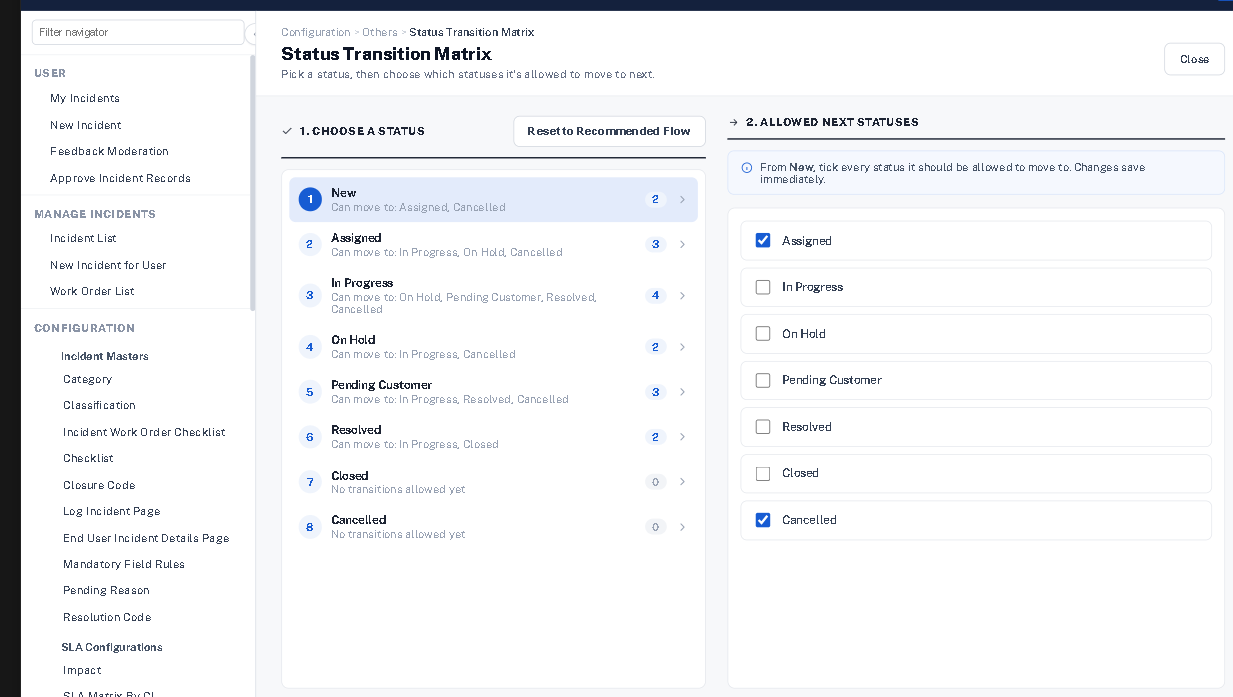 Filter navigator
USER
My Incidents
New Incident
Feedback Moderation
Approve Incident Records
MANAGE INCIDENTS
Incident List
New Incident for User
Work Order List
CONFIGURATION
Incident Masters
Category
Classification
Incident Work Order Checklist
Checklist
Closure Code
Log Incident Page
End User Incident Details Page
Mandatory Field Rules
Pending Reason
Resolution Code
SLA Configurations
Impact
SLA Matrix By CI
Configuration > Others > Status Transition Matrix
Status Transition Matrix
Pick a status, then choose which statuses it's allowed to move to next.
Close
1. CHOOSE A STATUS
Reset to Recommended Flow
1 New 2
Can move to: Assigned, Cancelled
2 Assigned 3
Can move to: In Progress, On Hold, Cancelled
3 In Progress 4
Can move to: On Hold, Pending Customer, Resolved,
Cancelled
4 On Hold 2
Can move to: In Progress, Cancelled
5 Pending Customer 3
Can move to: In Progress, Resolved, Cancelled
6 Resolved 2
Can move to: In Progress, Closed
7 Closed 0
No transitions allowed yet
8 Cancelled 0
No transitions allowed yet
2. ALLOWED NEXT STATUSES
From New, tick every status it should be allowed to move to. Changes save
immediately.
Assigned
In Progress
On Hold
Pending Customer
Resolved
Closed
Cancelled